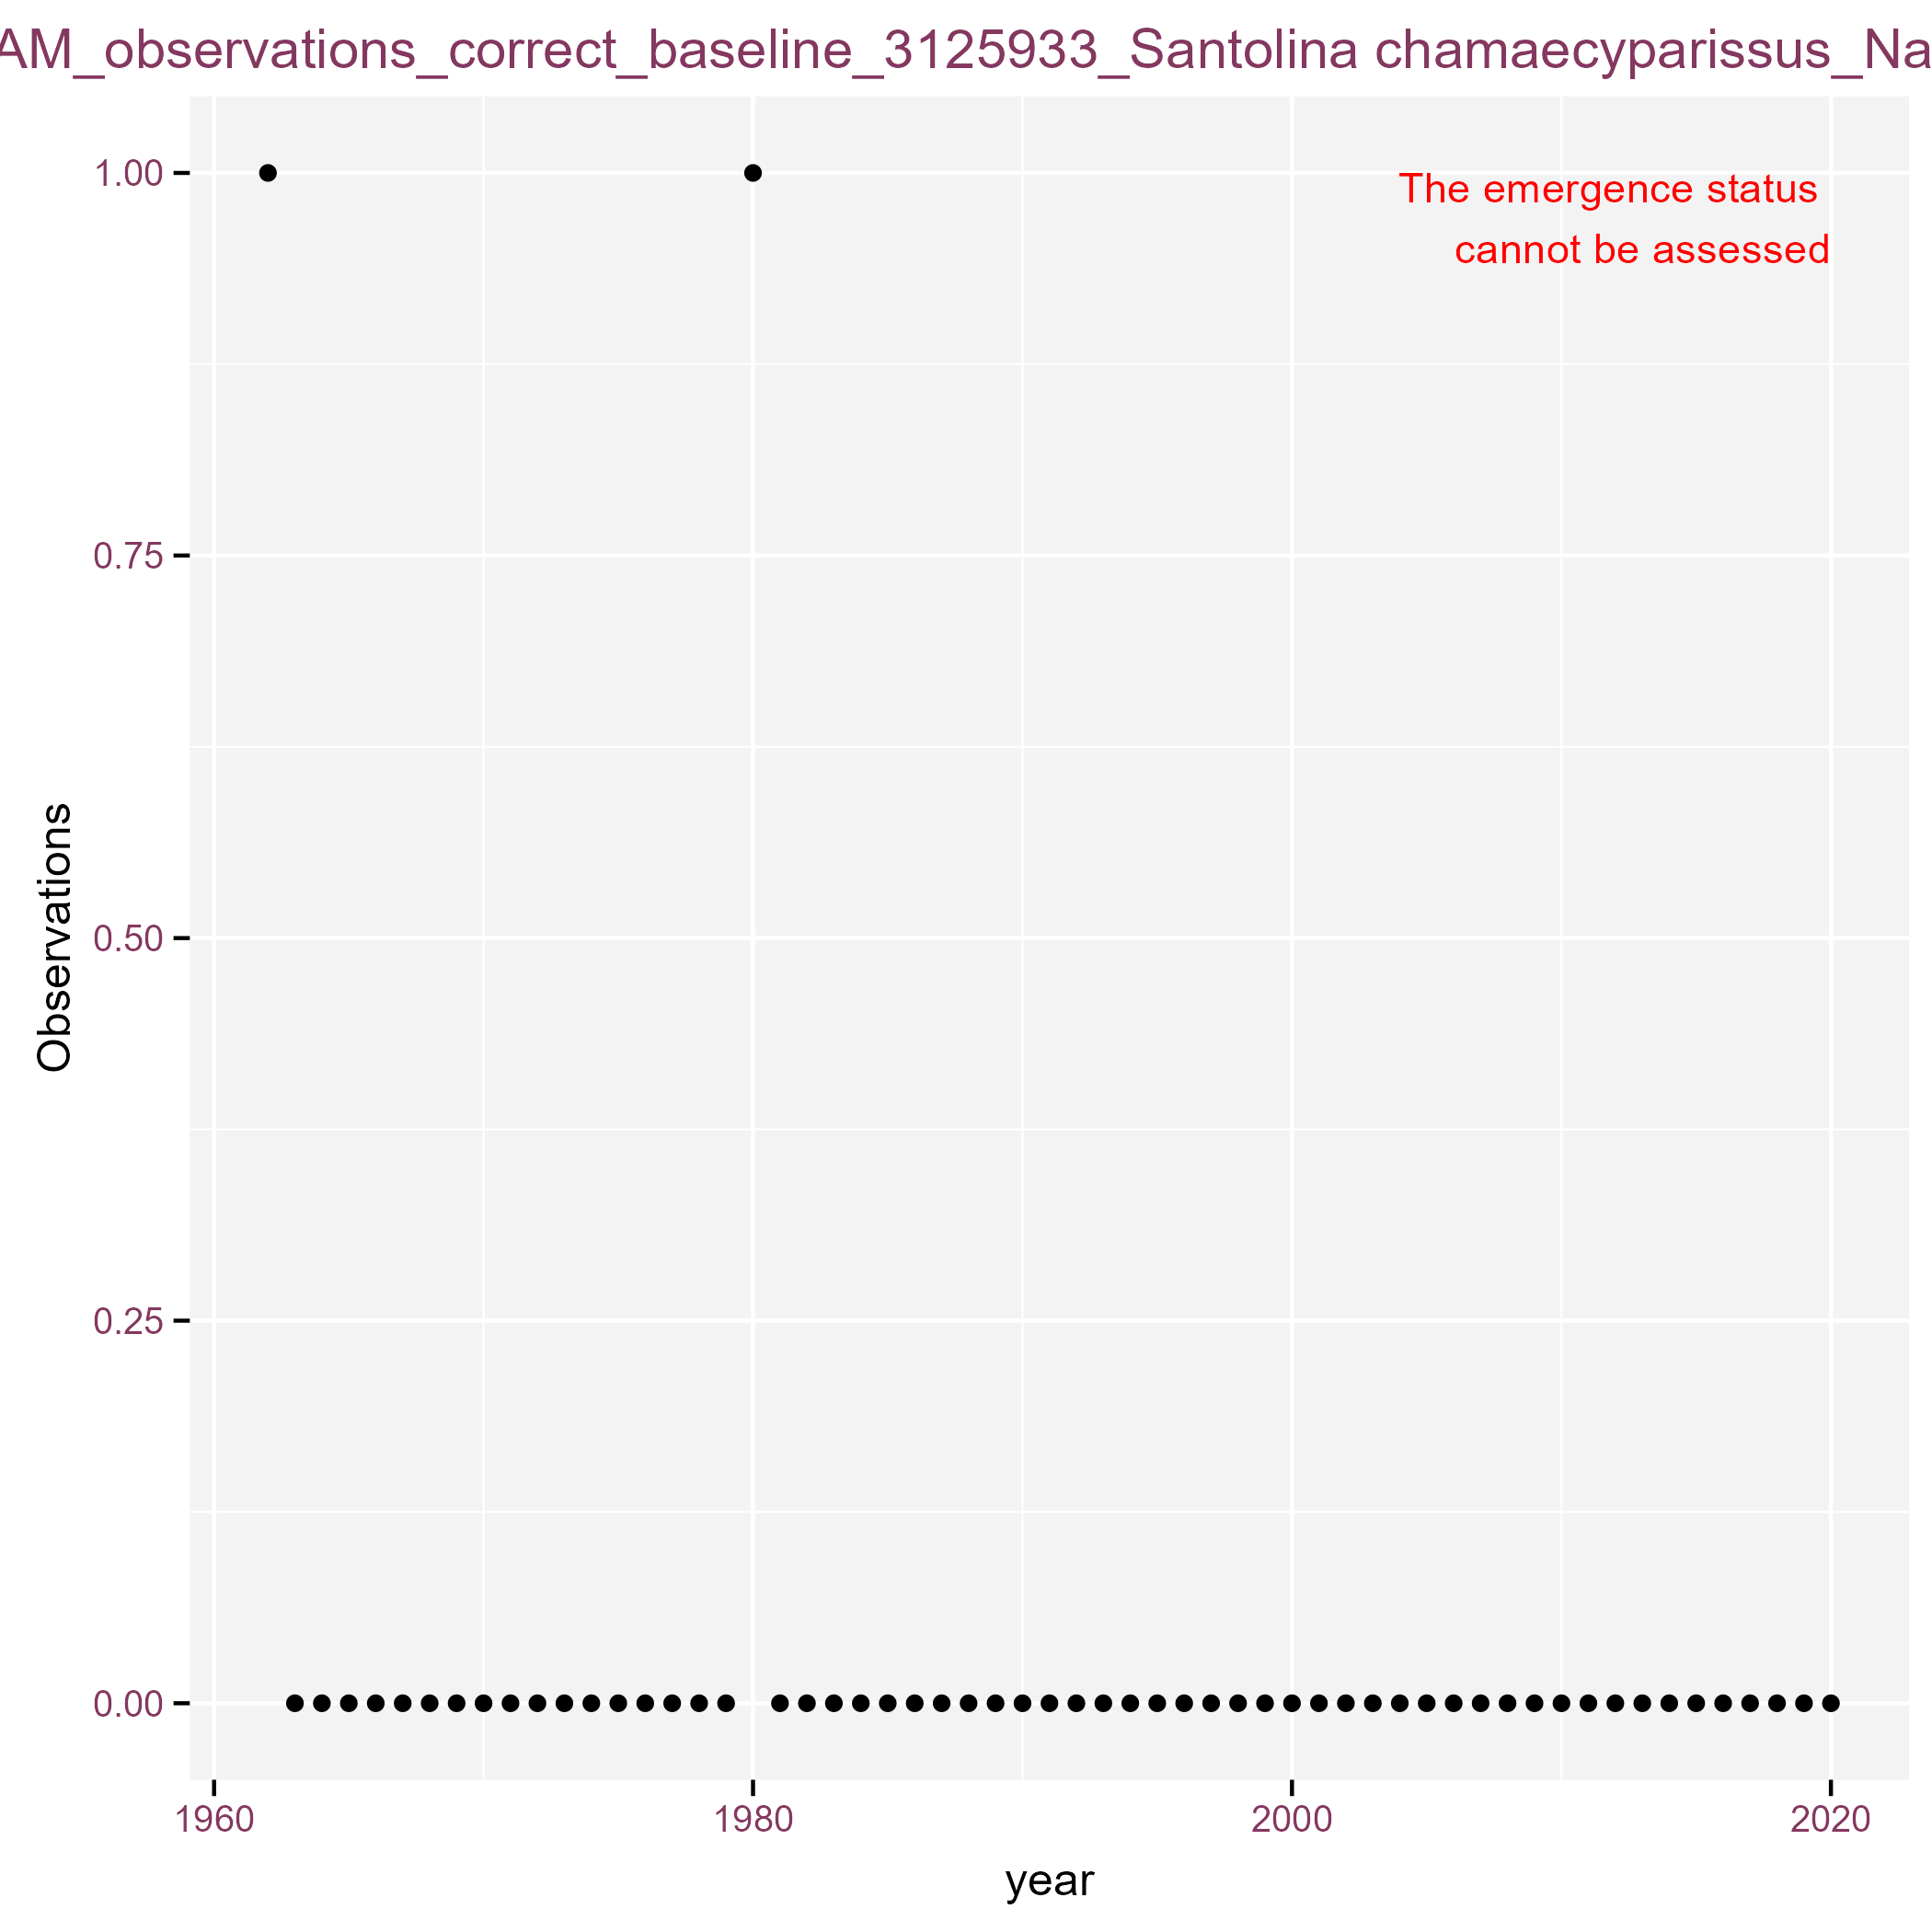 AM_observations_correct_baseline_3125933_Santolina chamaecyparissus_Na
The emergence status
cannot be assessed
1.00
0.75
0.50
0.25
0.00
Observations
1960 1980 2000 2020
year